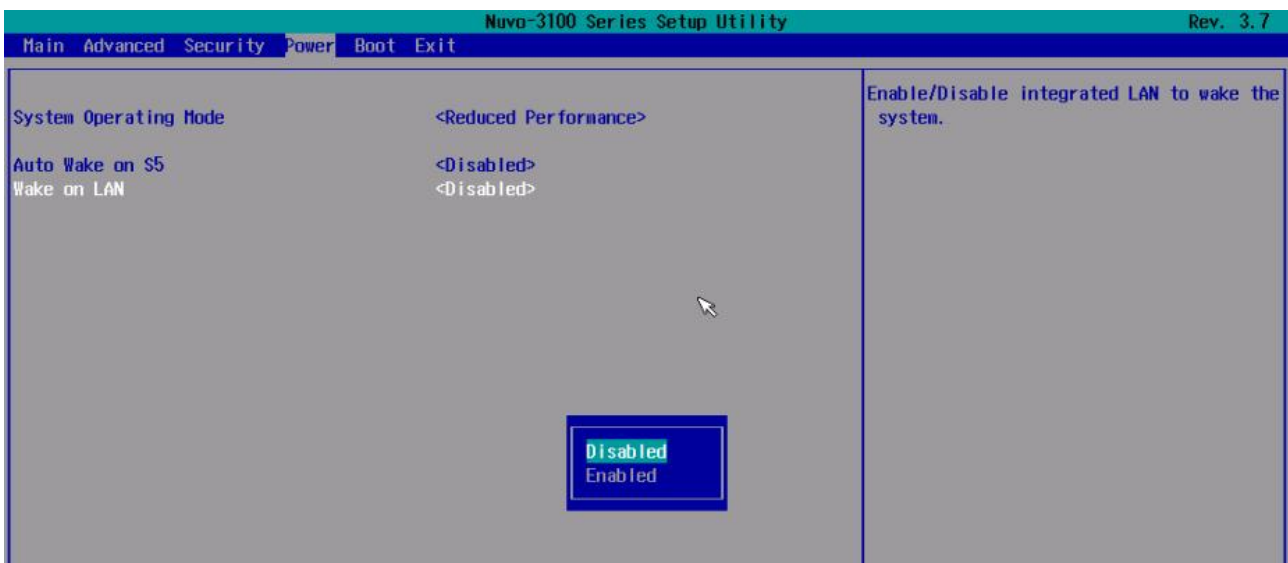 Nuvo-3100 Series Setup Utility Rev. 3.7
Main Advanced Security Power Boot Exit
System Operating Mode <Reduced Performance>
Auto Wake on S5 <Disabled>
Wake on LAN <Disabled>
Enable/Disable integrated LAN to wake the
system.
Disabled
Enabled